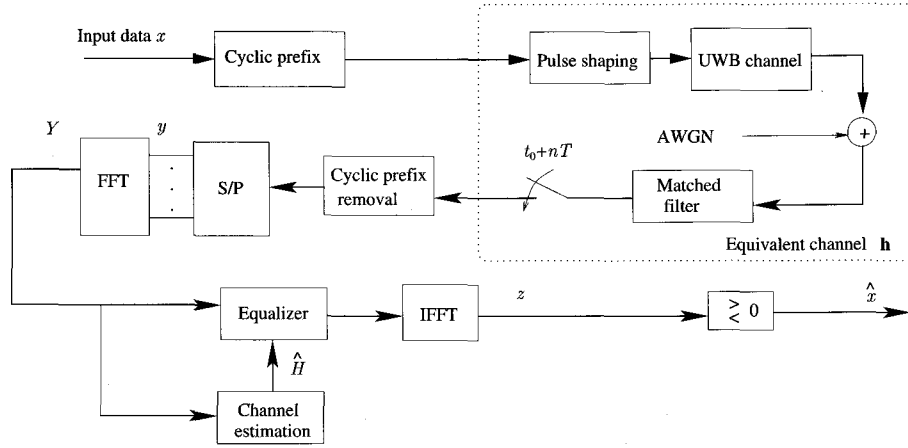 Input data x
Cyclic prefix
Pulse shaping
UWB channel
AWGN
+
Y
y
FFT
S/P
Cyclic prefix
removal
t₀+nT
Matched
filter
Equivalent channel h
Equalizer
IFFT
z
> < 0
x̂
Ĥ
Channel
estimation